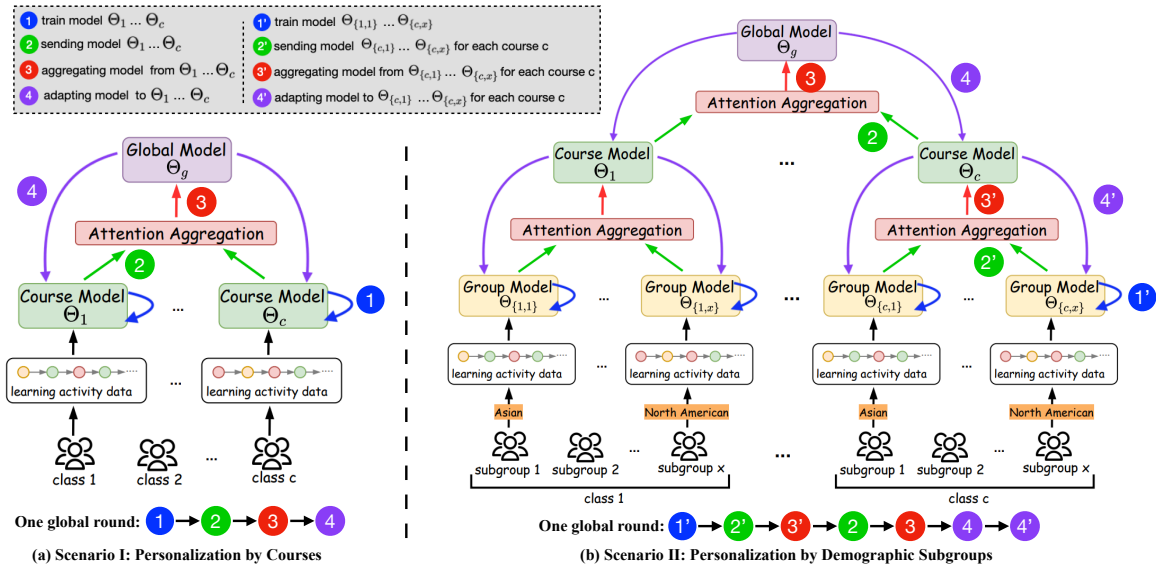 1 train model Θ1 ... Θc
2 sending model Θ1 ... Θc
3 aggregating model from Θ1 ... Θc
4 adapting model to Θ1 ... Θc
1' train model Θ{1,1} ... Θ{c,x}
2' sending model Θ{c,1} ... Θ{c,x} for each course c
3' aggregating model from Θ{c,1} ... Θ{c,x} for each course c
4' adapting model to Θ{c,1} ... Θ{c,x} for each course c
Global Model
Θg
4
3
Attention Aggregation
2
Course Model
Θ1
...
Course Model
Θc
1
learning activity data
...
learning activity data
class 1
class 2
...
class c
One global round: 1 2 3 4
(a) Scenario I: Personalization by Courses
Global Model
Θg
3
4
Attention Aggregation
2
Course Model
Θ1
...
Course Model
Θc
3'
4'
Attention Aggregation
Attention Aggregation
2'
Group Model
Θ{1,1}
...
Group Model
Θ{1,x}
...
Group Model
Θ{c,1}
...
Group Model
Θ{c,x}
1'
learning activity data
...
learning activity data
learning activity data
...
learning activity data
Asian
North American
Asian
North American
subgroup 1
subgroup 2
...
subgroup x
...
subgroup 1
subgroup 2
...
subgroup x
class 1
class c
One global round: 1' 2' 3' 2 3 4 4'
(b) Scenario II: Personalization by Demographic Subgroups